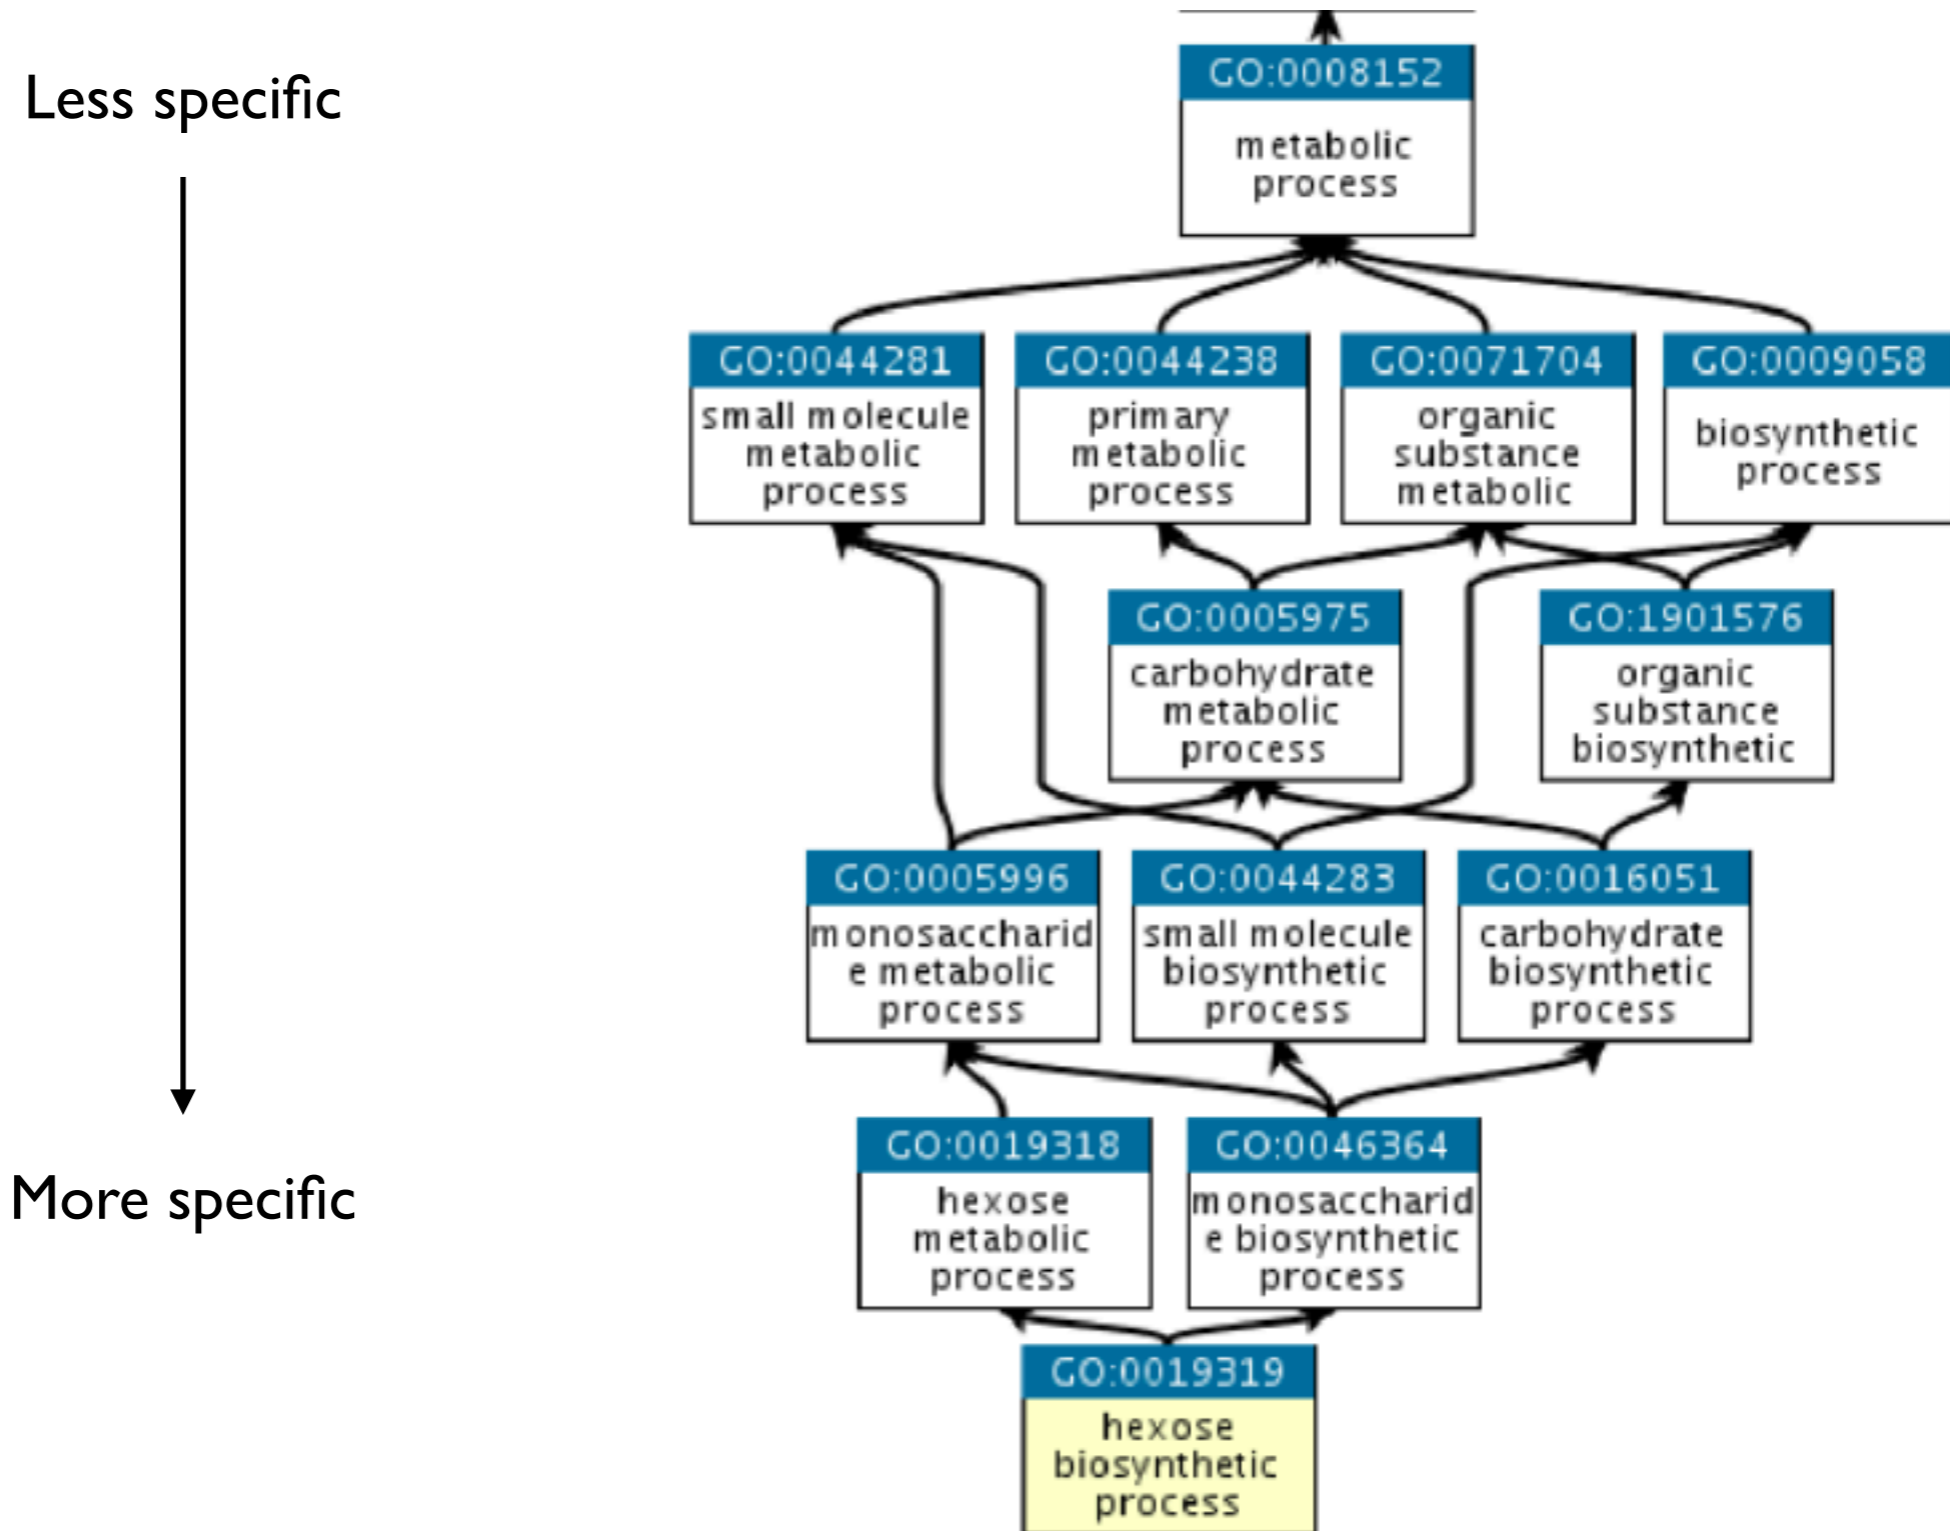 Less specific
More specific
GO:0008152
metabolic
process
GO:0044281
small molecule
metabolic
process
GO:0044238
primary
metabolic
process
GO:0071704
organic
substance
metabolic
GO:0009058
biosynthetic
process
GO:0005975
carbohydrate
metabolic
process
GO:1901576
organic
substance
biosynthetic
GO:0005996
monosaccharid
e metabolic
process
GO:0044283
small molecule
biosynthetic
process
GO:0016051
carbohydrate
biosynthetic
process
GO:0019318
hexose
metabolic
process
GO:0046364
monosaccharid
e biosynthetic
process
GO:0019319
hexose
biosynthetic
process